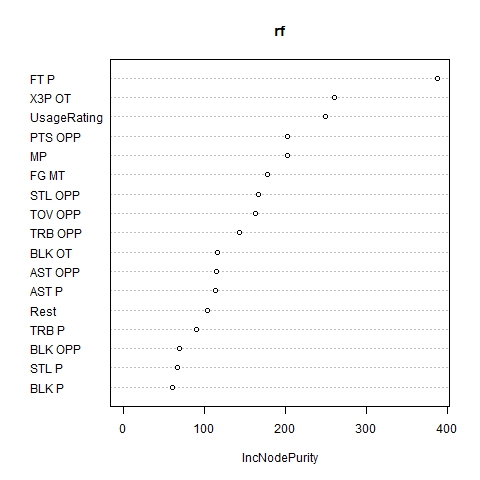 rf
FT P
X3P OT
UsageRating
PTS OPP
MP
FG MT
STL OPP
TOV OPP
TRB OPP
BLK OT
AST OPP
AST P
Rest
TRB P
BLK OPP
STL P
BLK P
0 100 200 300 400
IncNodePurity